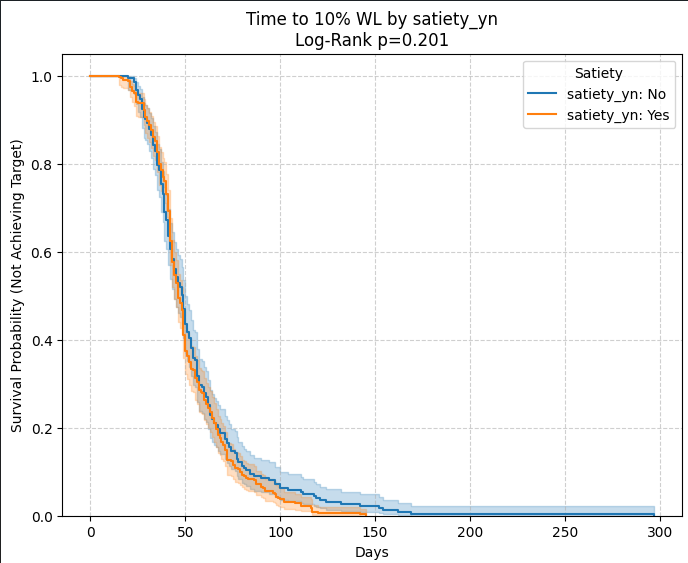 Time to 10% WL by satiety_yn
Log-Rank p=0.201
Satiety
satiety_yn: No
satiety_yn: Yes
Survival Probability (Not Achieving Target)
1.0
0.8
0.6
0.4
0.2
0.0
0
50
100
150
200
250
300
Days